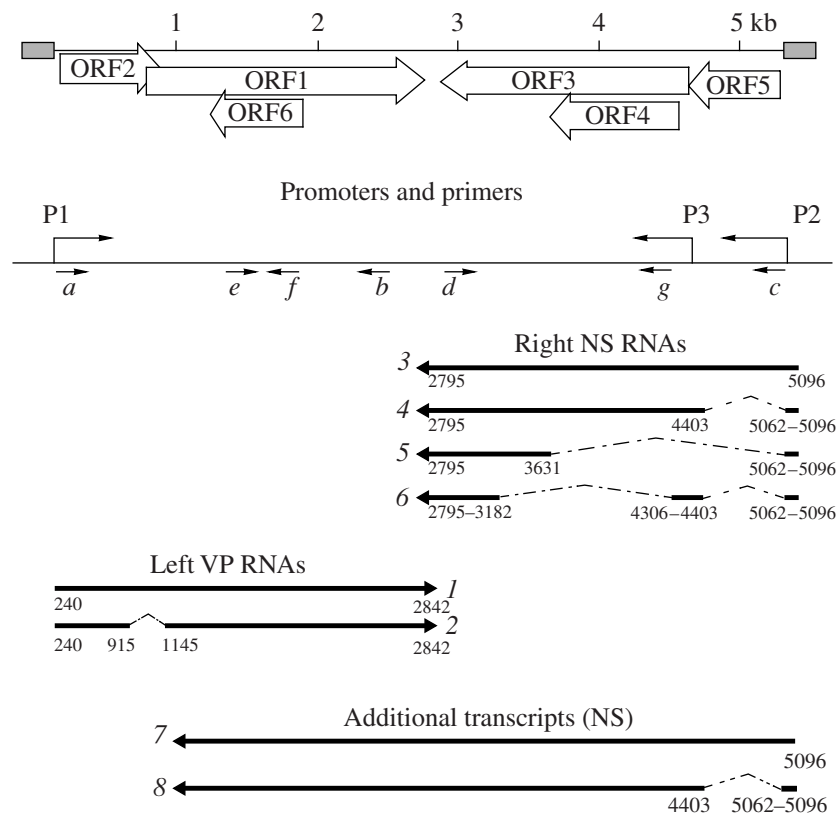 1 2 3 4 5 kb
ORF2
ORF1
ORF3
ORF5
ORF6
ORF4
Promoters and primers
P1 P3 P2
a e f b d g c
Right NS RNAs
3
2795 5096
4
2795 4403 5062–5096
5
2795 3631 5062–5096
6
2795–3182 4306–4403 5062–5096
Left VP RNAs
1
240 2842
2
240 915 1145 2842
Additional transcripts (NS)
7
5096
8
4403 5062–5096